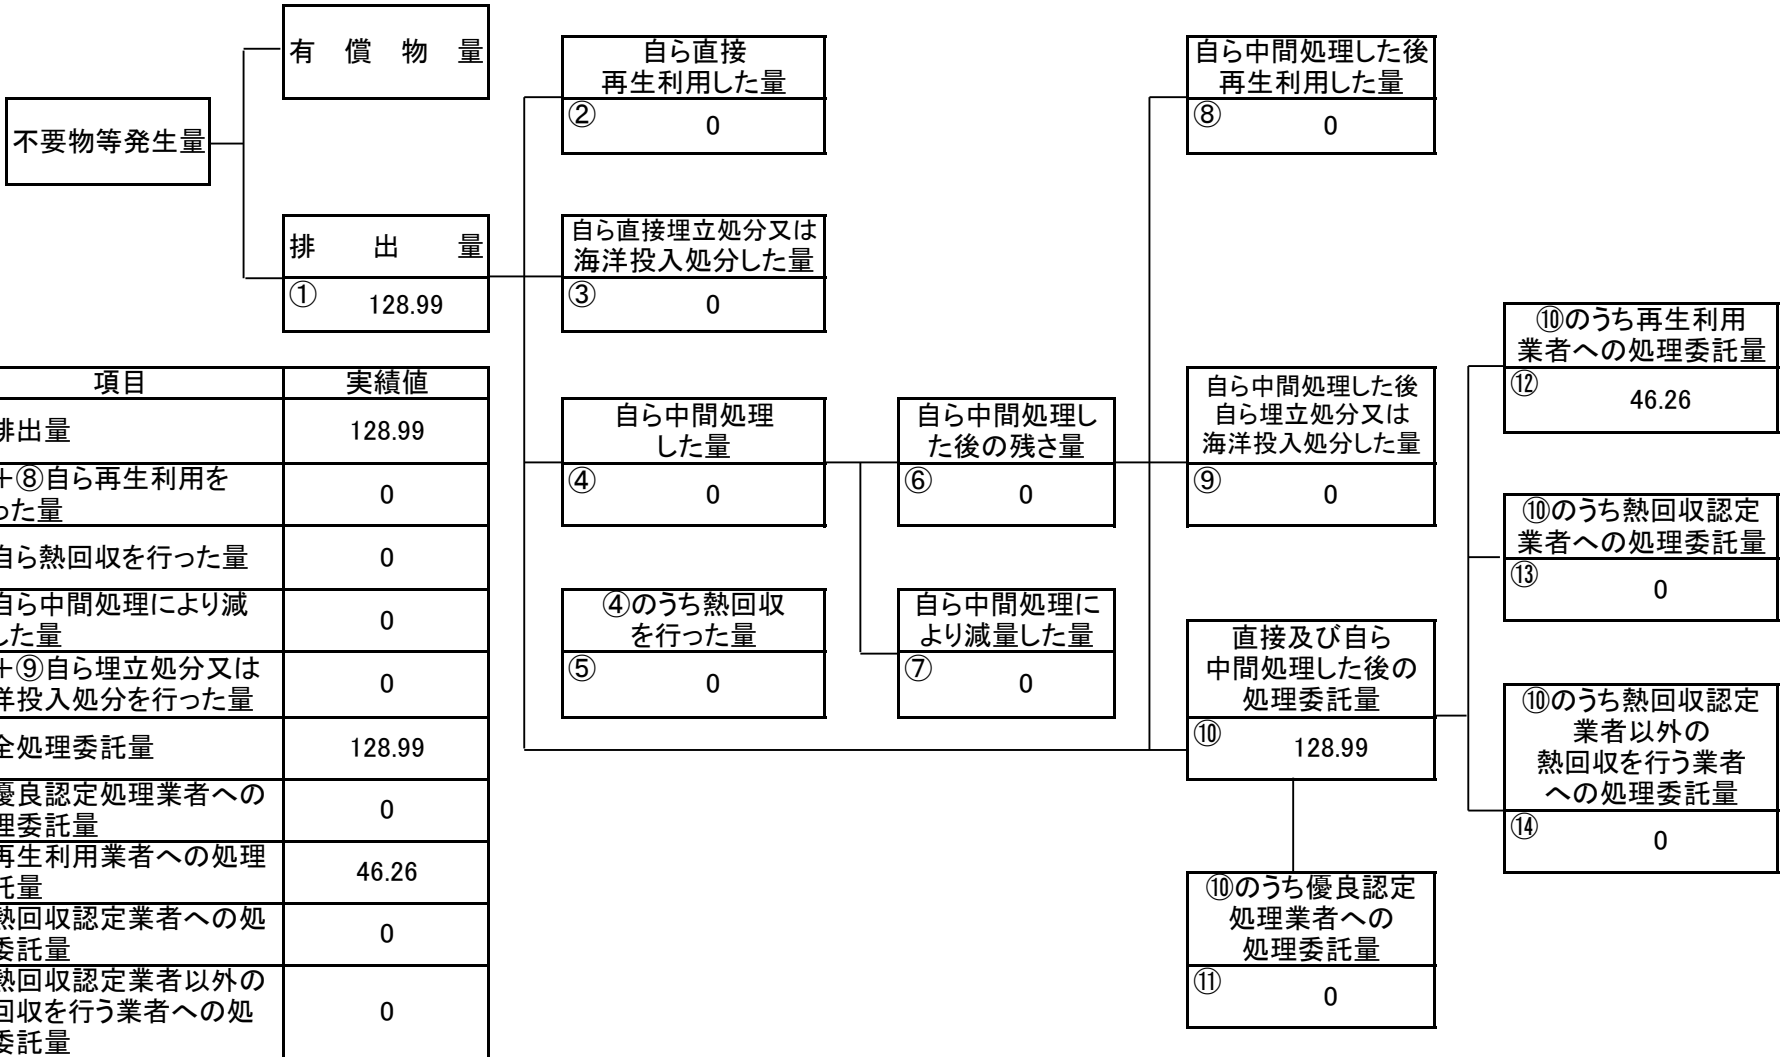 有 償 物 量
不要物等発生量
排 出 量
① 128.99
自ら直接
再生利用した量
② 0
自ら直接埋立処分又は
海洋投入処分した量
③ 0
自ら中間処理
した量
④ 0
④のうち熱回収
を行った量
⑤ 0
自ら中間処理し
た後の残さ量
⑥ 0
自ら中間処理に
より減量した量
⑦ 0
自ら中間処理した後
再生利用した量
⑧ 0
自ら中間処理した後
自ら埋立処分又は
海洋投入処分した量
⑨ 0
直接及び自ら
中間処理した後の
処理委託量
⑩ 128.99
⑩のうち優良認定
処理業者への
処理委託量
⑪ 0
⑩のうち再生利用
業者への処理委託量
⑫ 46.26
⑩のうち熱回収認定
業者への処理委託量
⑬ 0
⑩のうち熱回収認定
業者以外の
熱回収を行う業者
への処理委託量
⑭ 0
項目 実績値
排出量 128.99
+⑧自ら再生利用を
った量 0
自ら熱回収を行った量 0
自ら中間処理により減
した量 0
+⑨自ら埋立処分又は
洋投入処分を行った量 0
全処理委託量 128.99
優良認定処理業者への
理委託量 0
再生利用業者への処理
託量 46.26
熱回収認定業者への処
委託量 0
熱回収認定業者以外の
回収を行う業者への処
委託量 0